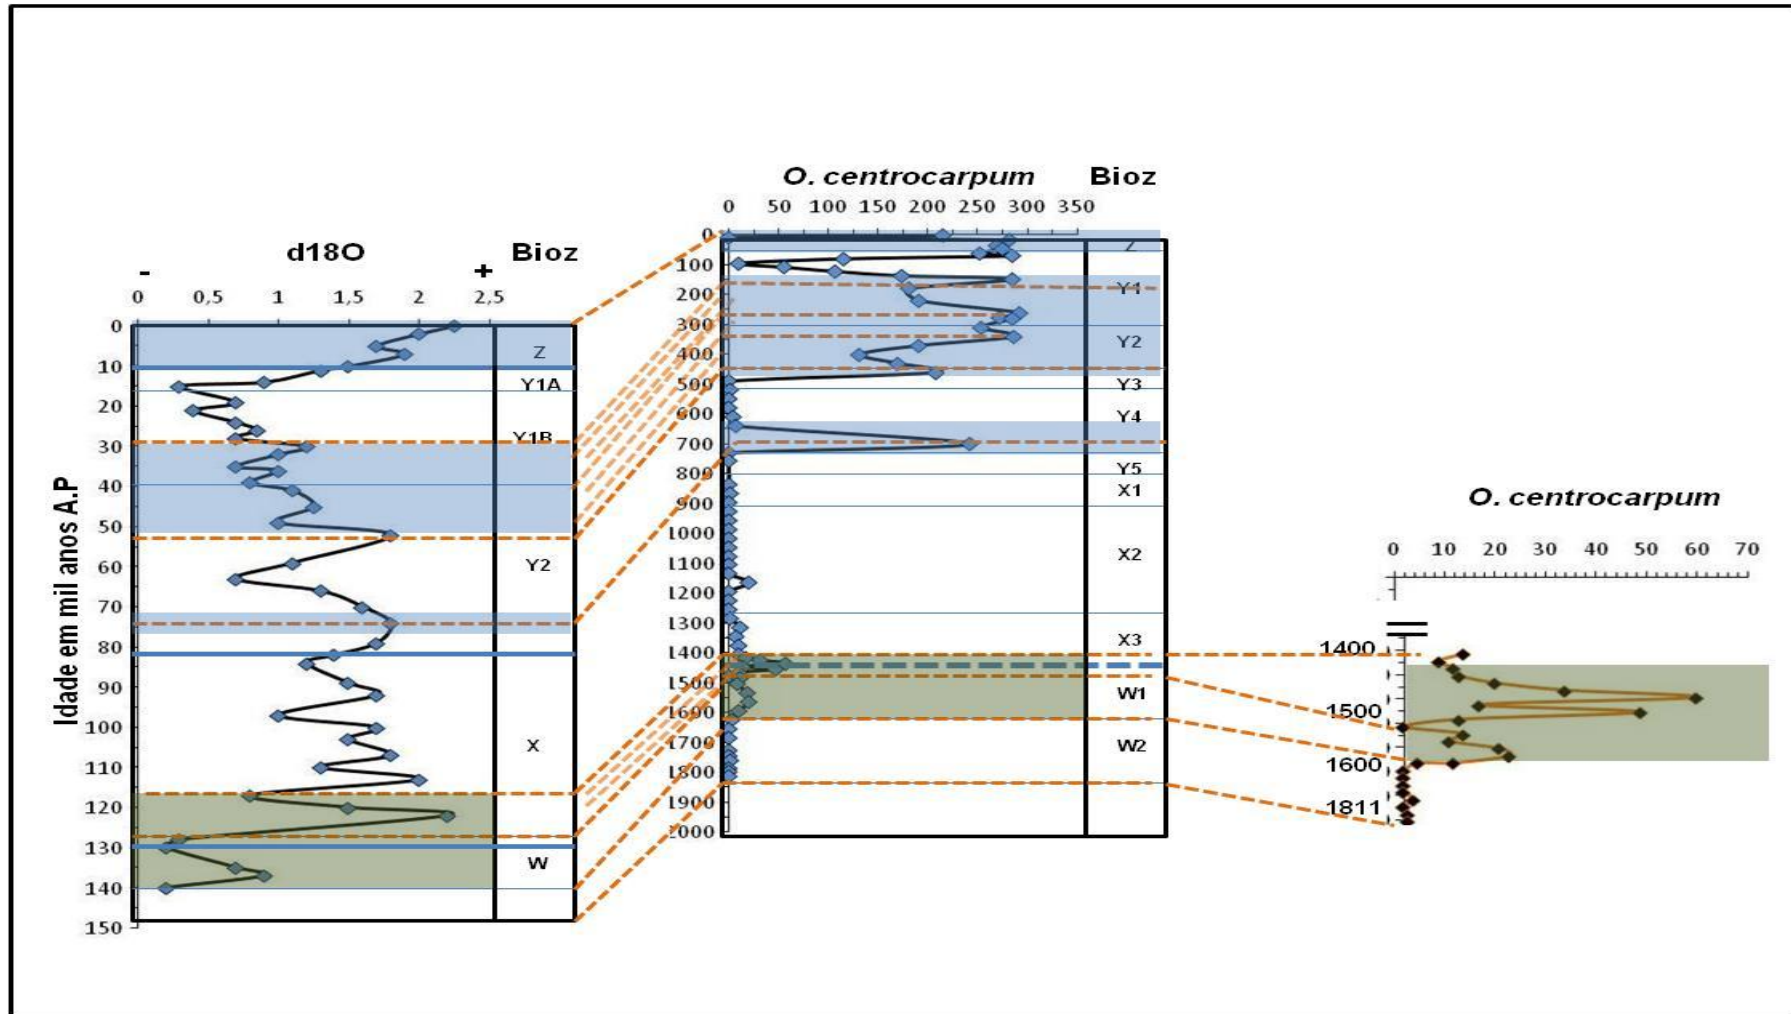 O. centrocarpum Bioz
0 50 100 150 200 250 300 350
d18O Bioz
- +
0 0,5 1 1,5 2 2,5
Idade em mil anos A.P
0
10
20
30
40
50
60
70
80
90
100
110
120
130
140
150
Z
Y1A
Y1B
Y2
X
W
0
100
200
300
400
500
600
700
800
900
1000
1100
1200
1300
1400
1500
1600
1700
1800
1900
2000
Z
Y1
Y2
Y3
Y4
Y5
X1
X2
X3
W1
W2
O. centrocarpum
0 10 20 30 40 50 60 70
1400
1500
1600
1811